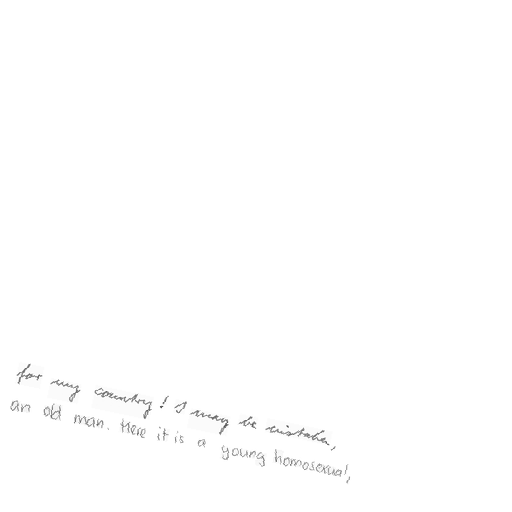 for my country! I may be mistaken,
an old man. Here it is a young homosexual,